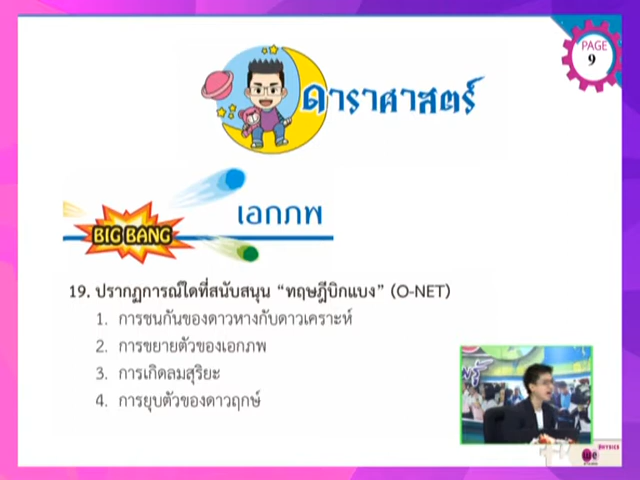 PAGE
9
ดาราศาสตร์
เอกภพ
BIG BANG
19. ปรากฏการณ์ใดที่สนับสนุน “ทฤษฎีบิกแบง” (O-NET)
1. การชนกันของดาวหางกับดาวเคราะห์
2. การขยายตัวของเอกภพ
3. การเกิดลมสุริยะ
4. การยุบตัวของดาวฤกษ์
PHYSICS
we